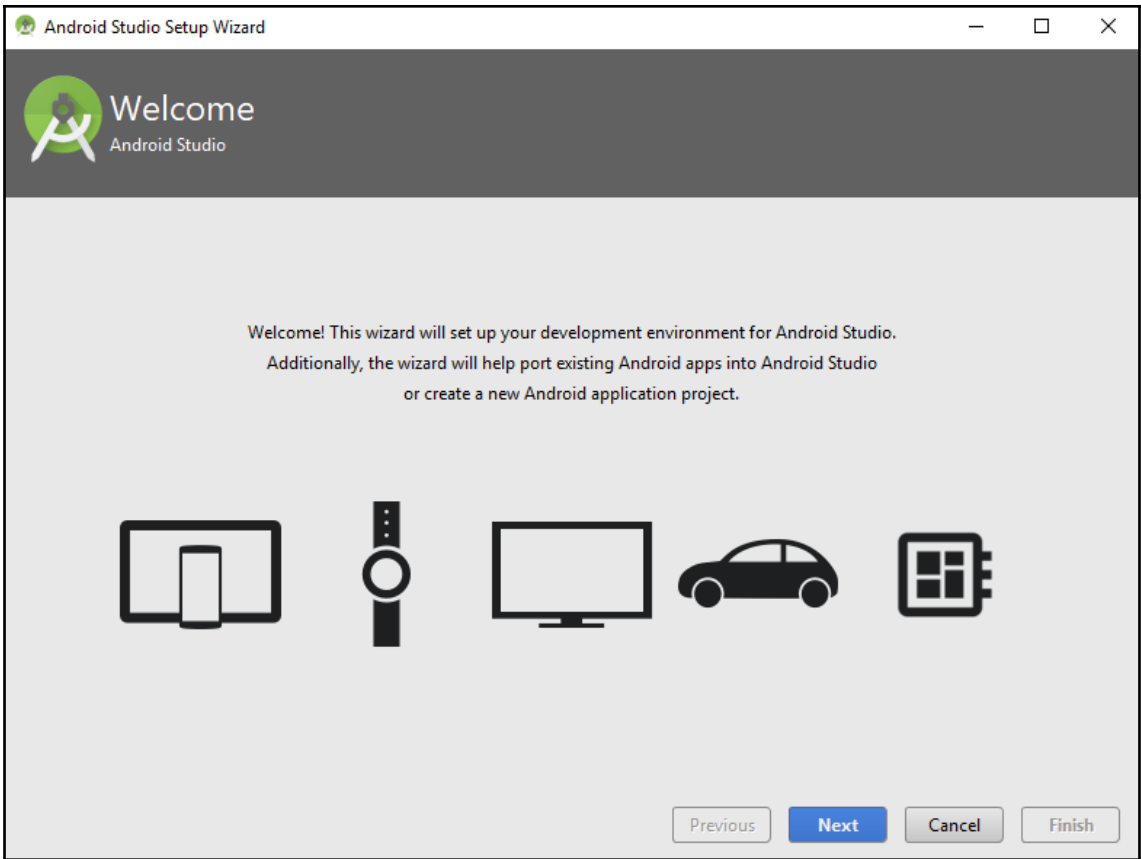 Android Studio Setup Wizard
Welcome
Android Studio
Welcome! This wizard will set up your development environment for Android Studio.
Additionally, the wizard will help port existing Android apps into Android Studio
or create a new Android application project.
Previous Next Cancel Finish